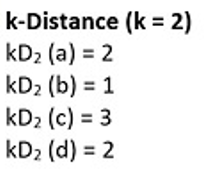 k-Distance (k = 2)
kD₂ (a) = 2
kD₂ (b) = 1
kD₂ (c) = 3
kD₂ (d) = 2